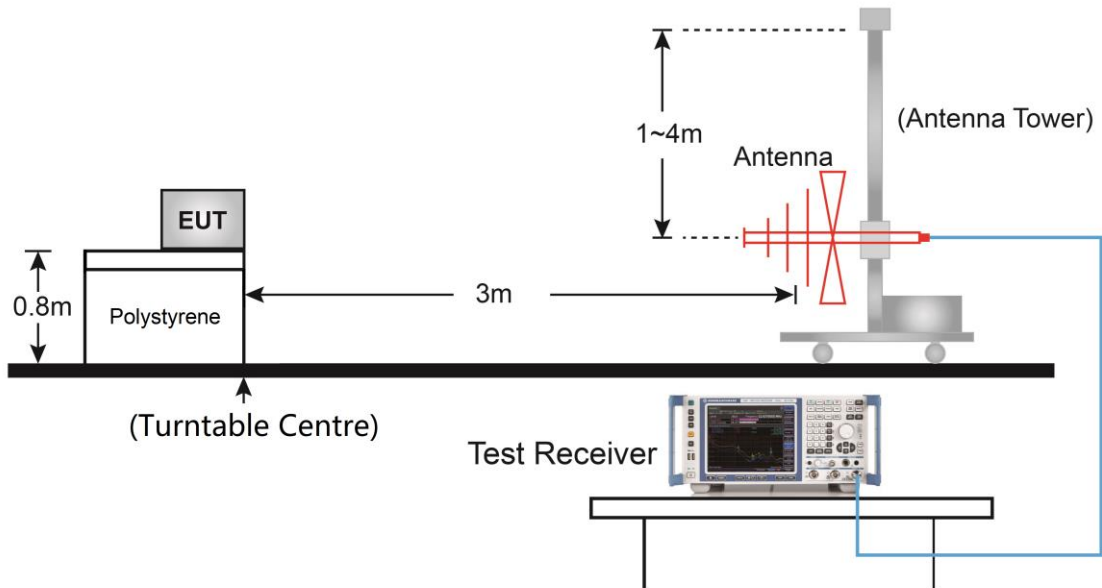 1~4m
(Antenna Tower)
Antenna
EUT
0.8m
Polystyrene
3m
(Turntable Centre)
Test Receiver